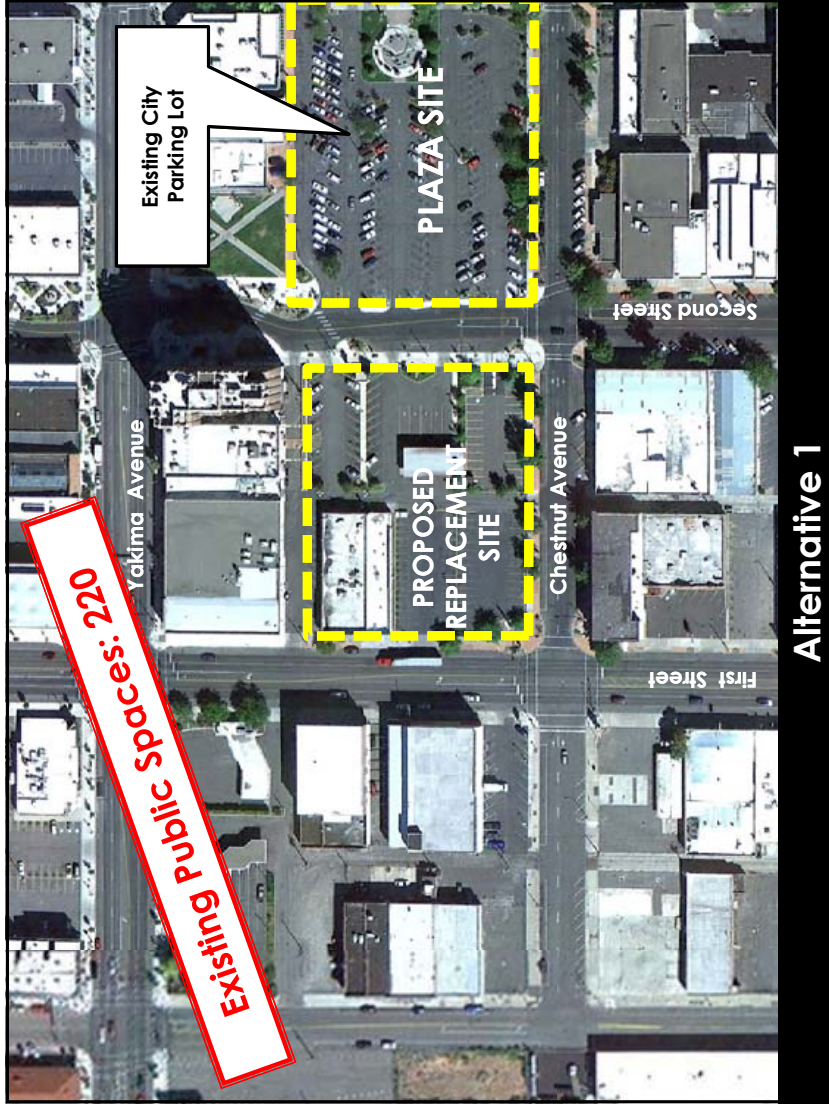 Existing City
Parking Lot
PLAZA SITE
Second Street
Yakima Avenue
PROPOSED
REPLACEMENT
SITE
Chestnut Avenue
First Street
Existing Public Spaces: 220
Alternative 1